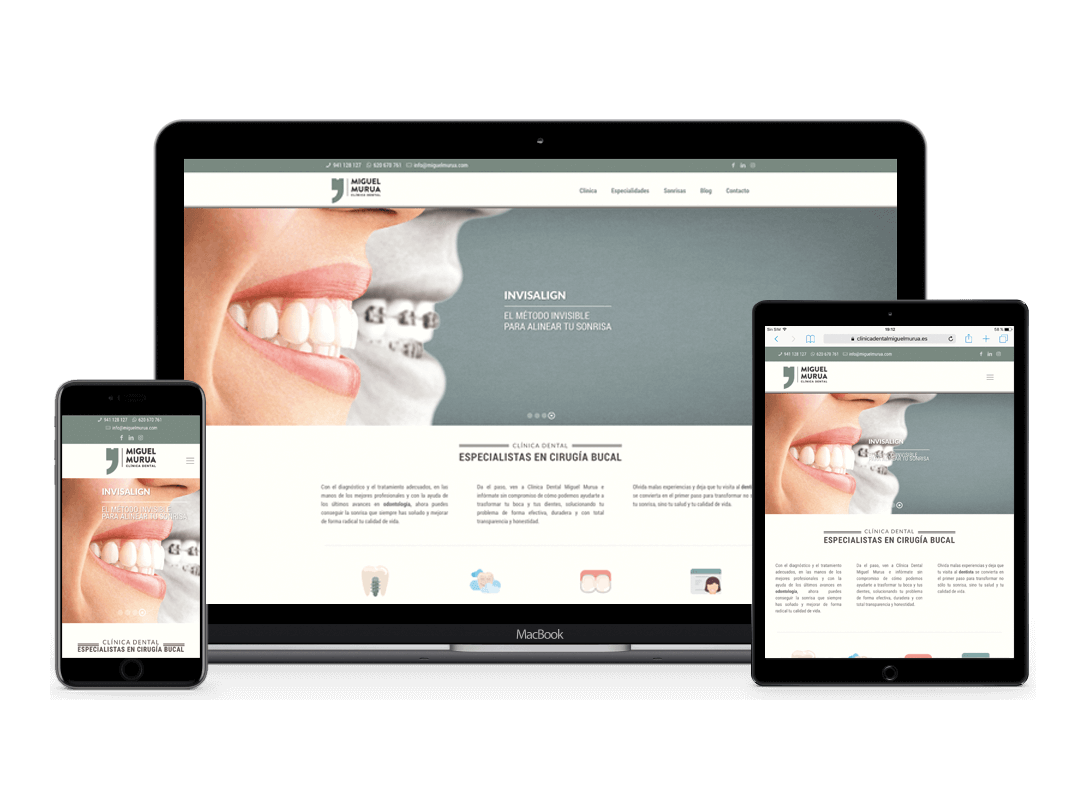 941 128 127 620 670 761 info@miguelmurua.com
MIGUEL
MURUA
CLÍNICA DENTAL
Clínica Especialidades Sonrisas Blog Contacto
INVISALIGN
EL MÉTODO INVISIBLE
PARA ALINEAR TU SONRISA
CLÍNICA DENTAL
ESPECIALISTAS EN CIRUGÍA BUCAL
Con el diagnóstico y el tratamiento adecuados, en las
manos de los mejores profesionales y con la ayuda de
los últimos avances en odontología, ahora puedes
conseguir la sonrisa que siempre has soñado y mejorar
de forma radical tu calidad de vida.
Da el paso, ven a Clínica Dental Miguel Murua e
infórmate sin compromiso de cómo podemos ayudarte a
trasformar tu boca y tus dientes, solucionando tu
problema de forma efectiva, duradera y con total
transparencia y honestidad.
Olvida malas experiencias y deja que tu visita al
se convierta en el primer paso para transformar no
tu sonrisa, sino tu salud y tu calidad de vida.
MacBook
941 128 127 620 670 761
info@miguelmurua.com
MIGUEL
MURUA
CLÍNICA DENTAL
INVISALIGN
EL MÉTODO INVISIBLE
PARA ALINEAR TU SONRISA
CLÍNICA DENTAL
ESPECIALISTAS EN CIRUGÍA BUCAL
Sin SIM 19:12 58 %
clinicadentalmiguelmurua.es
941 128 127 620 670 761 info@miguelmurua.com
MIGUEL
MURUA
CLÍNICA DENTAL
INVISALIGN
EL MÉTODO INVISIBLE
PARA ALINEAR TU SONRISA
CLÍNICA DENTAL
ESPECIALISTAS EN CIRUGÍA BUCAL
Con el diagnóstico y el tratamiento
adecuados, en las manos de los
mejores profesionales y con la
ayuda de los últimos avances en
odontología, ahora puedes
conseguir la sonrisa que siempre
has soñado y mejorar de forma
radical tu calidad de vida.
Da el paso, ven a Clínica Dental
Miguel Murua e infórmate sin
compromiso de cómo podemos
ayudarte a trasformar tu boca y tus
dientes, solucionando tu problema
de forma efectiva, duradera y con
total transparencia y honestidad.
Olvida malas experiencias y deja que
tu visita al dentista se convierta en
el primer paso para transformar no
sólo tu sonrisa, sino tu salud y tu
calidad de vida.